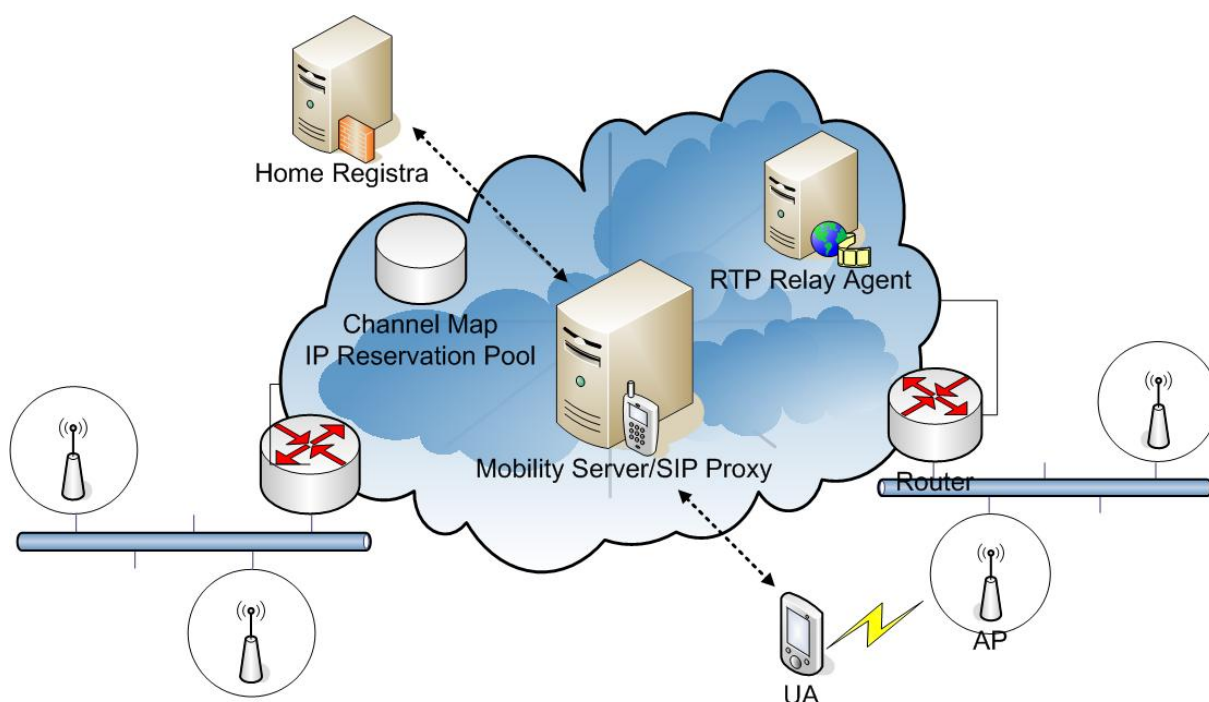 Home Registra
RTP Relay Agent
Channel Map
IP Reservation Pool
Mobility Server/SIP Proxy
Router
AP
UA